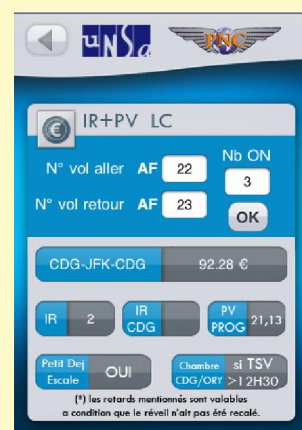 unsa PNC
IR+PV LC
Nb ON
N° vol aller AF 22
3
N° vol retour AF 23
OK
CDG-JFK-CDG 92.28 €
IR 2 IR CDG PV PROG 21,13
Petit Dej Escale OUI Chambre CDG/ORY si TSV >12H30
(*) les retards mentionnés sont valables
a condition que le réveil n'ait pas été recalé.